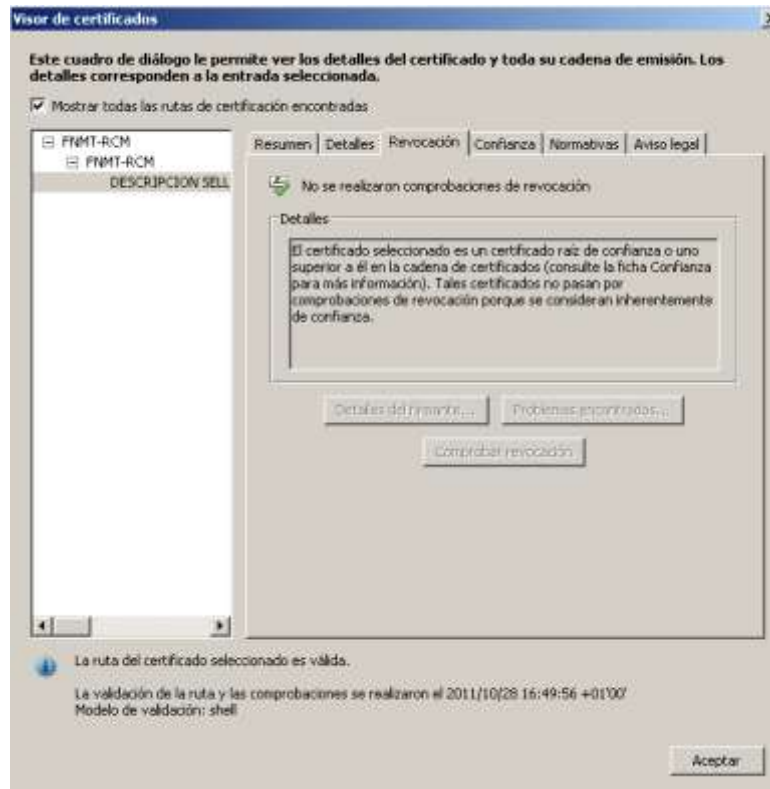 Visor de certificados
Este cuadro de diálogo le permite ver los detalles del certificado y toda su cadena de emisión. Los
detalles corresponden a la entrada seleccionada.
Mostrar todas las rutas de certificación encontradas
FNMT-RCM
FNMT-RCM
DESCRIPCION SELL
Resumen Detalles Revocación Confianza Normativas Aviso legal
No se realizaron comprobaciones de revocación
Detalles
El certificado seleccionado es un certificado raíz de confianza o uno
superior a él en la cadena de certificados (consulte la ficha Confianza
para más información). Tales certificados no pasan por
comprobaciones de revocación porque se consideran inherentemente
de confianza.
Detalles del firmante... Problemas encontrados...
Comprobar revocación
La ruta del certificado seleccionado es válida.
La validación de la ruta y las comprobaciones se realizaron el 2011/10/28 16:49:56 +01'00'
Modelo de validación: shell
Aceptar